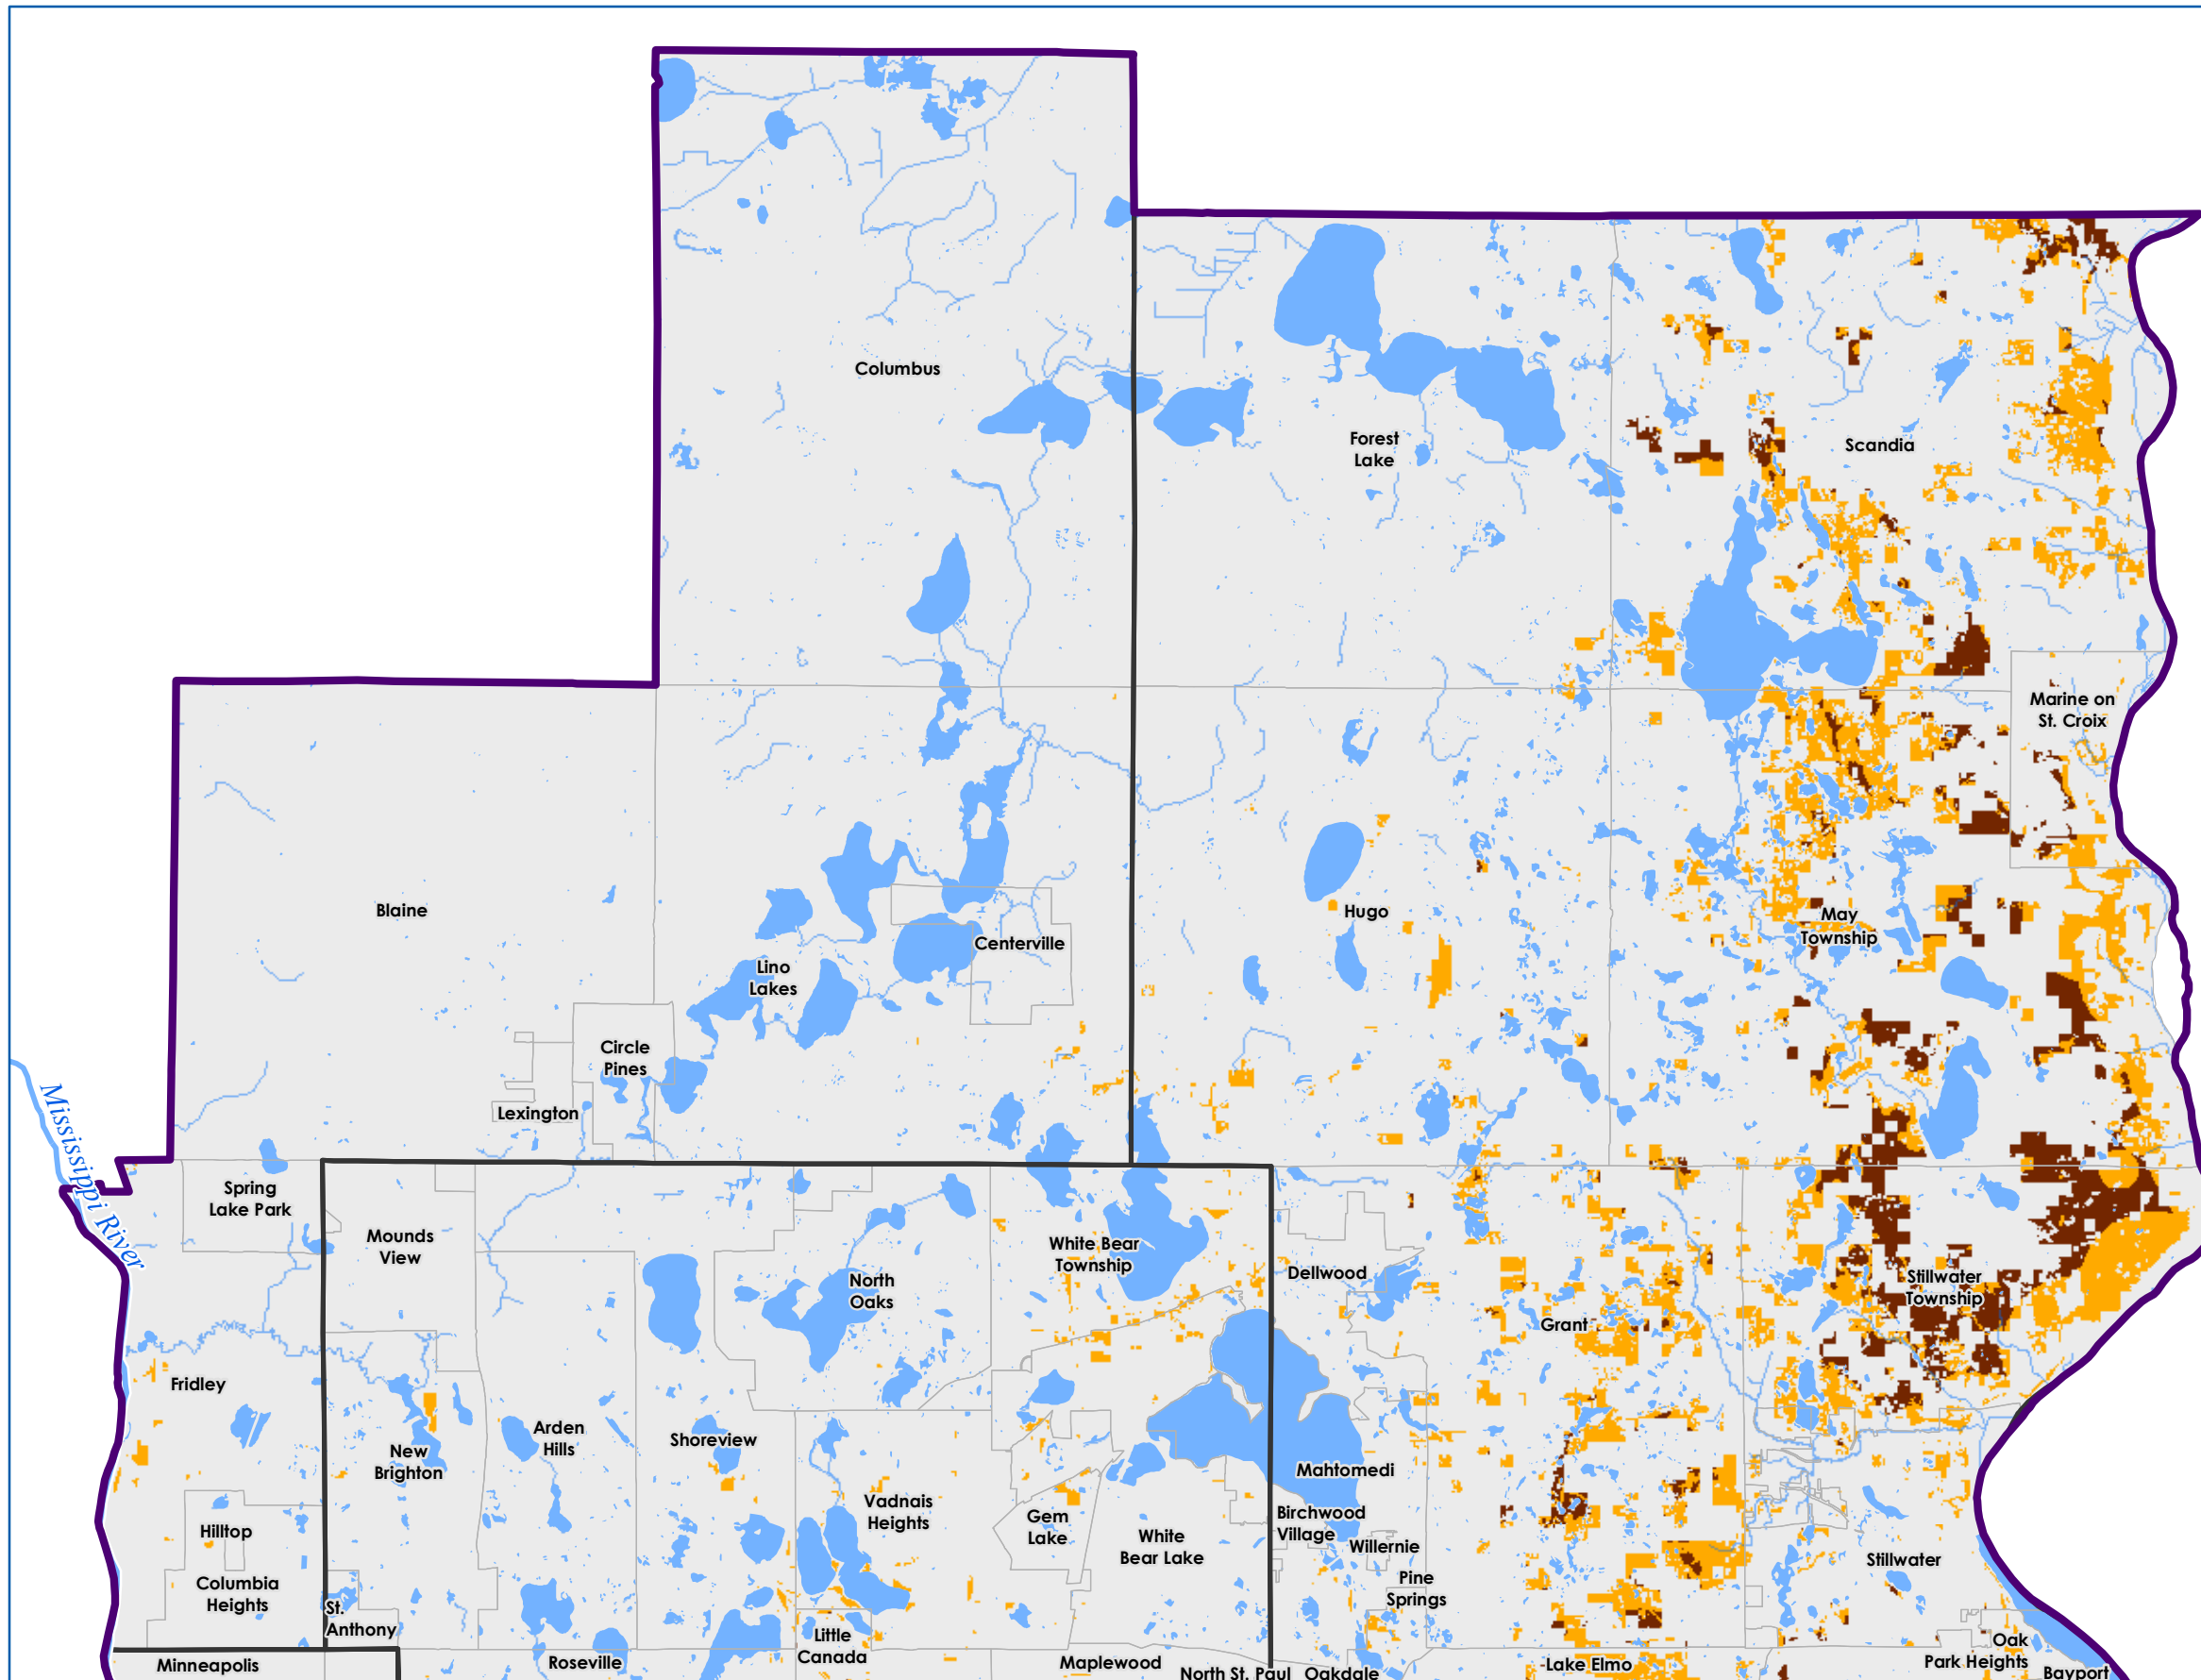 Columbus
Forest
Lake
Scandia
Marine on
St. Croix
Blaine
Hugo
May
Township
Centerville
Lino
Lakes
Circle
Pines
Lexington
Mississippi River
Spring
Lake Park
Mounds
View
White Bear
Township
Dellwood
North
Oaks
Stillwater
Township
Grant
Fridley
Arden
Hills
Shoreview
New
Brighton
Mahtomedi
Vadnais
Heights
Gem
Lake
Birchwood
Village
Hilltop
White
Bear Lake
Willernie
Stillwater
Pine
Springs
Columbia
Heights
St.
Anthony
Little
Canada
Oak
Park Heights
Minneapolis
Roseville
Maplewood
North St. Paul
Oakdale
Lake Elmo
Bayport